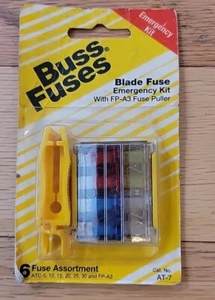 Emergency
Kit
Buss
Fuses
Blade Fuse
Emergency Kit
With FP-A3 Fuse Puller
6 Fuse Assortment
ATC-5, 10, 15, 20, 25, 30 and FP-A3
Cat. No.
AT-7